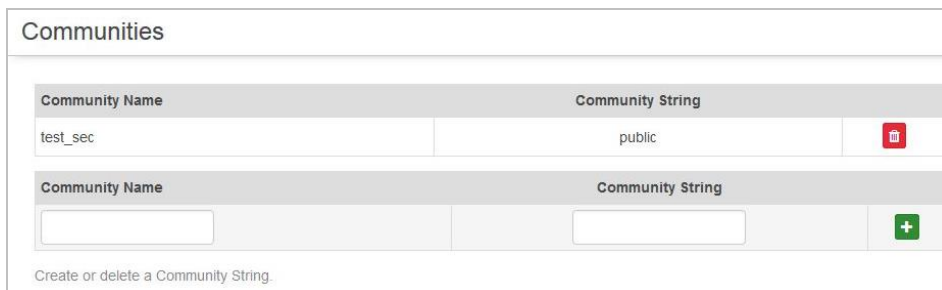 Communities
Community Name Community String
test_sec public
Community Name Community String
Create or delete a Community String.